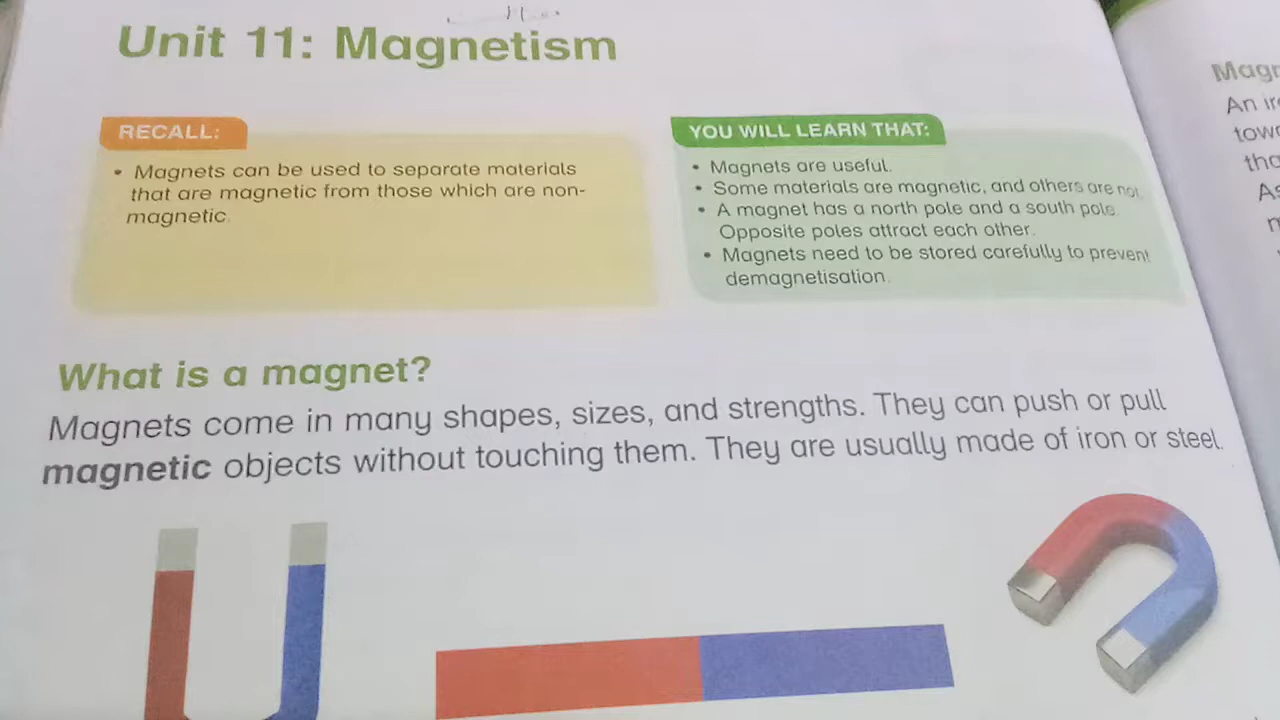 Unit 11: Magnetism
RECALL:
• Magnets can be used to separate materials
that are magnetic from those which are non-
magnetic.
YOU WILL LEARN THAT:
• Magnets are useful.
• Some materials are magnetic, and others are not.
• A magnet has a north pole and a south pole.
Opposite poles attract each other.
• Magnets need to be stored carefully to prevent
demagnetisation.
What is a magnet?
Magnets come in many shapes, sizes, and strengths. They can push or pull
magnetic objects without touching them. They are usually made of iron or steel.
An